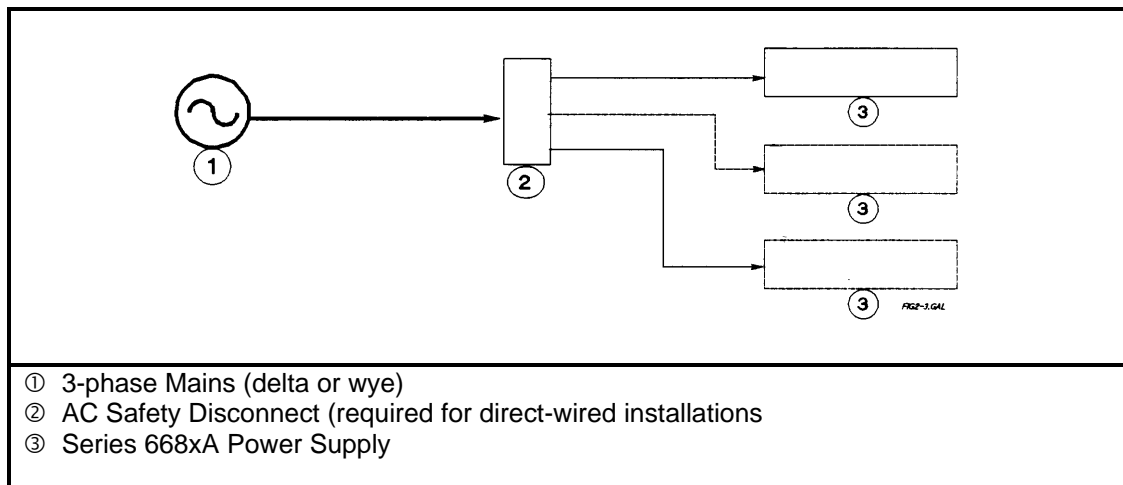 3
1
2
3
3
FIG2-3.GAL
① 3-phase Mains (delta or wye)
② AC Safety Disconnect (required for direct-wired installations
③ Series 668xA Power Supply